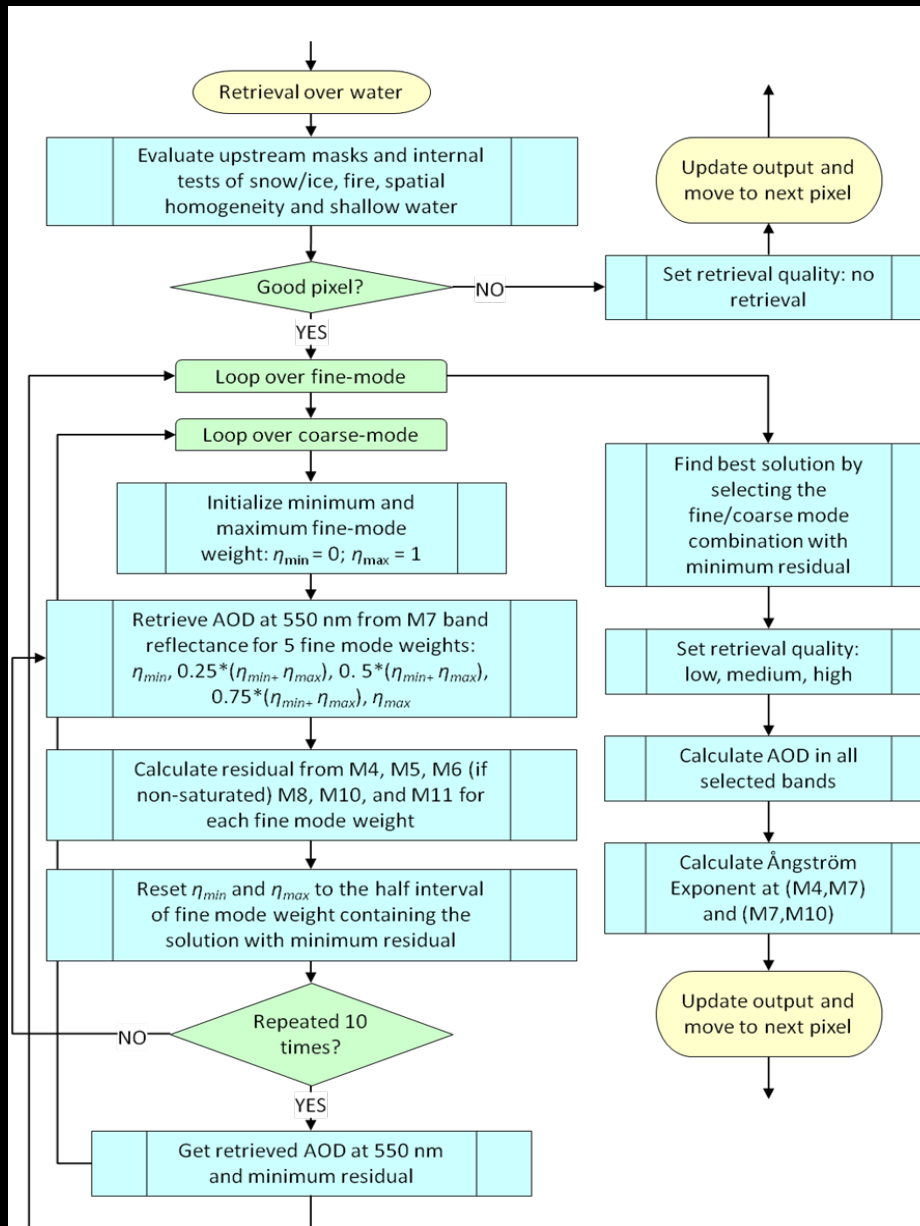 Retrieval over water
Evaluate upstream masks and internal
tests of snow/ice, fire, spatial
homogeneity and shallow water
Good pixel?
NO
YES
Loop over fine-mode
Loop over coarse-mode
Initialize minimum and
maximum fine-mode
weight: ηmin = 0; ηmax = 1
Retrieve AOD at 550 nm from M7 band
reflectance for 5 fine mode weights:
ηmin, 0.25*(ηmin+ ηmax), 0. 5*(ηmin+ ηmax),
0.75*(ηmin+ ηmax), ηmax
Calculate residual from M4, M5, M6 (if
non-saturated) M8, M10, and M11 for
each fine mode weight
Reset ηmin and ηmax to the half interval
of fine mode weight containing the
solution with minimum residual
Repeated 10
times?
NO
YES
Get retrieved AOD at 550 nm
and minimum residual
Update output and
move to next pixel
Set retrieval quality: no
retrieval
Find best solution by
selecting the
fine/coarse mode
combination with
minimum residual
Set retrieval quality:
low, medium, high
Calculate AOD in all
selected bands
Calculate Ångström
Exponent at (M4,M7)
and (M7,M10)
Update output and
move to next pixel